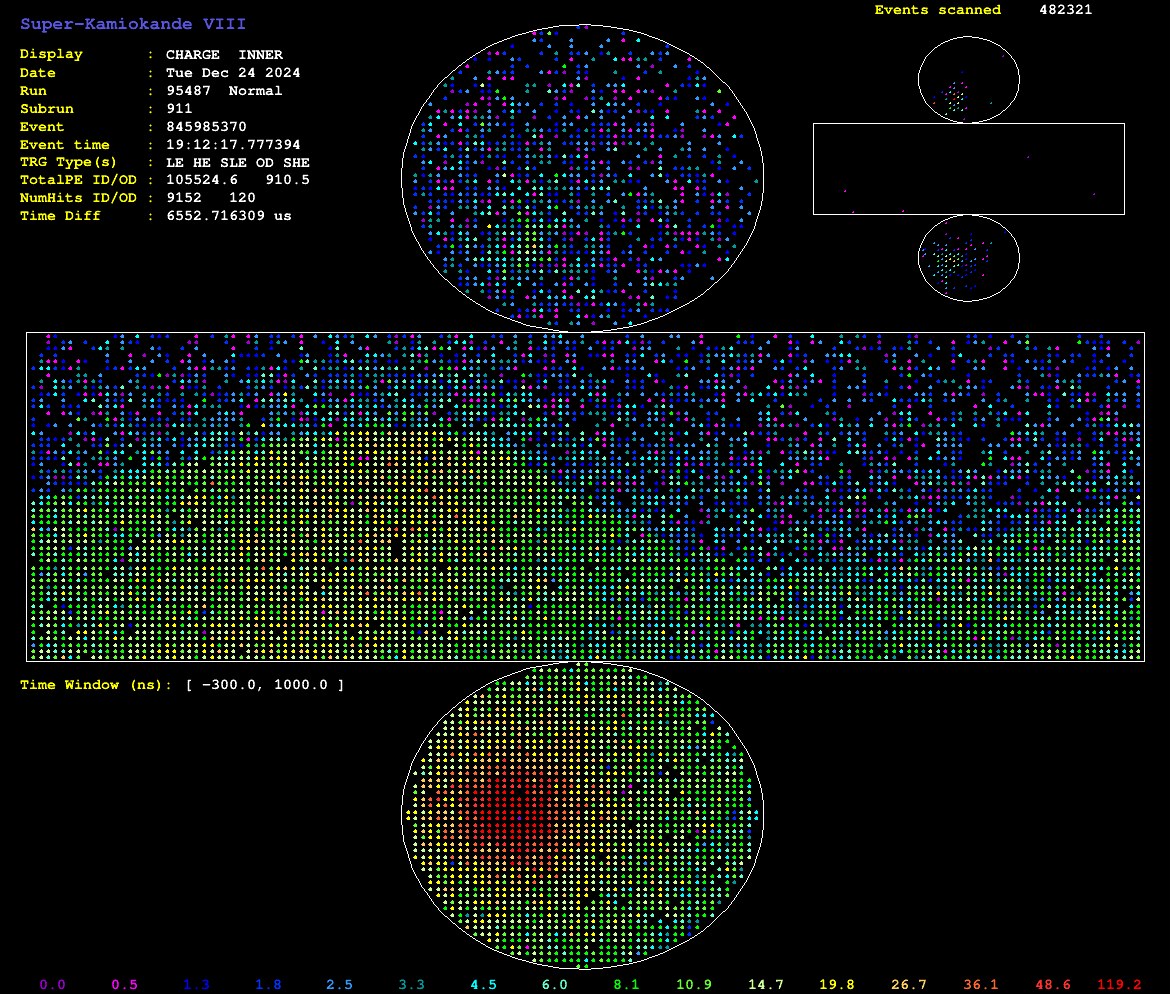 Super-Kamiokande VIII
Events scanned 482321
Display : CHARGE INNER
Date : Tue Dec 24 2024
Run : 95487 Normal
Subrun : 911
Event : 845985370
Event time : 19:12:17.777394
TRG Type(s) : LE HE SLE OD SHE
TotalPE ID/OD : 105524.6 910.5
NumHits ID/OD : 9152 120
Time Diff : 6552.716309 us
Time Window (ns): [ −300.0, 1000.0 ]
0.0 0.5 1.3 1.8 2.5 3.3 4.5 6.0 8.1 10.9 14.7 19.8 26.7 36.1 48.6 119.2